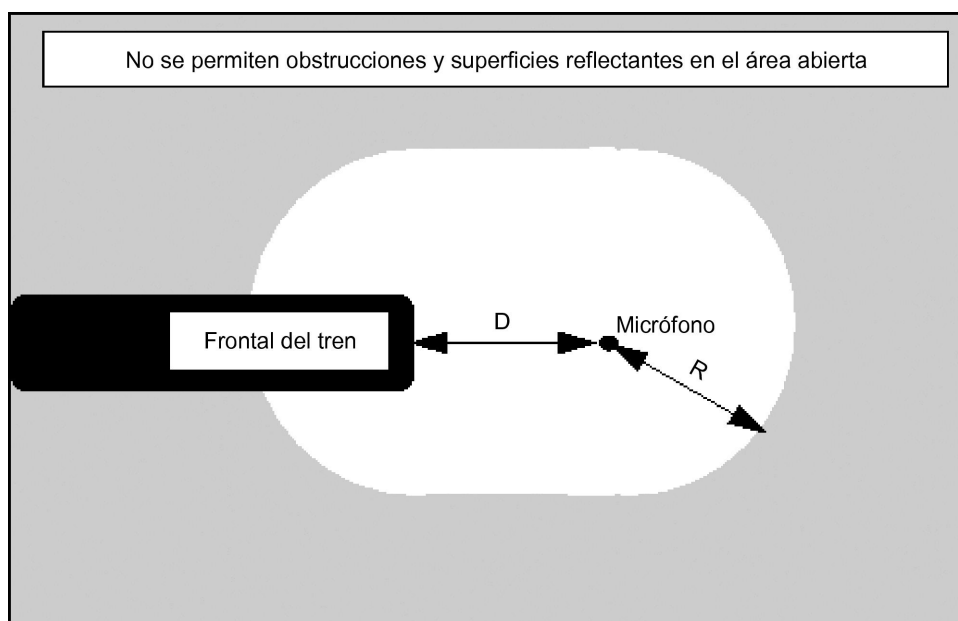 No se permiten obstrucciones y superficies reflectantes en el área abierta
D
Micrófono
Frontal del tren
R